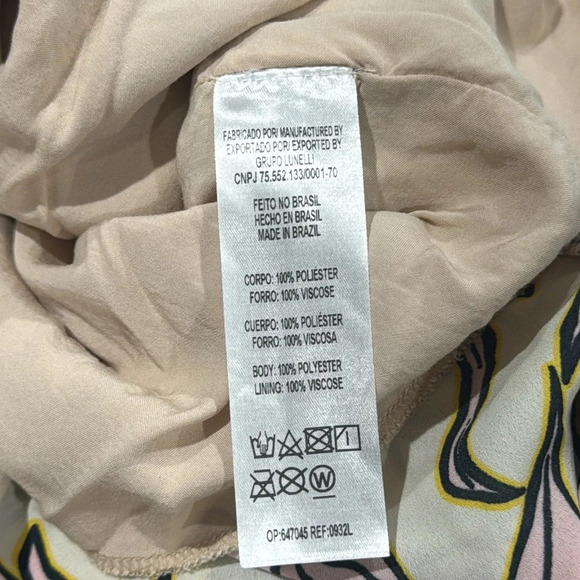 FABRICADO POR/ MANUFACTURED BY
EXPORTADO POR/ EXPORTED BY
GRUPO LUNELLI
CNPJ 75.552.133/0001-70
FEITO NO BRASIL
HECHO EN BRASIL
MADE IN BRAZIL
CORPO: 100% POLIÉSTER
FORRO: 100% VISCOSE
CUERPO: 100% POLIÉSTER
FORRO: 100% VISCOSA
BODY: 100% POLYESTER
LINING: 100% VISCOSE
W
OP:647045 REF:0932L